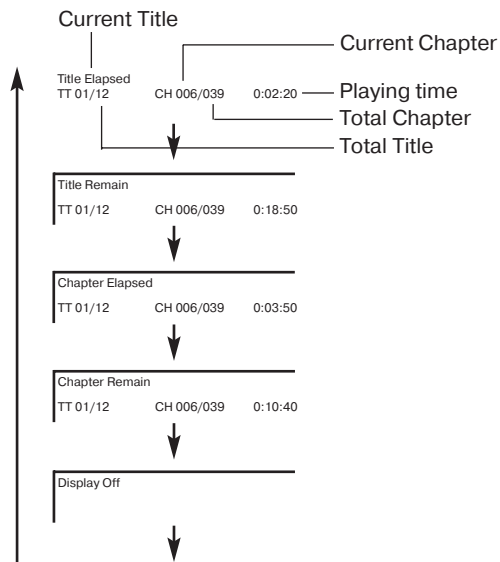 Current Title
Current Chapter
Title Elapsed
TT 01/12 CH 006/039 0:02:20
Playing time
Total Chapter
Total Title
Title Remain
TT 01/12 CH 006/039 0:18:50
Chapter Elapsed
TT 01/12 CH 006/039 0:03:50
Chapter Remain
TT 01/12 CH 006/039 0:10:40
Display Off